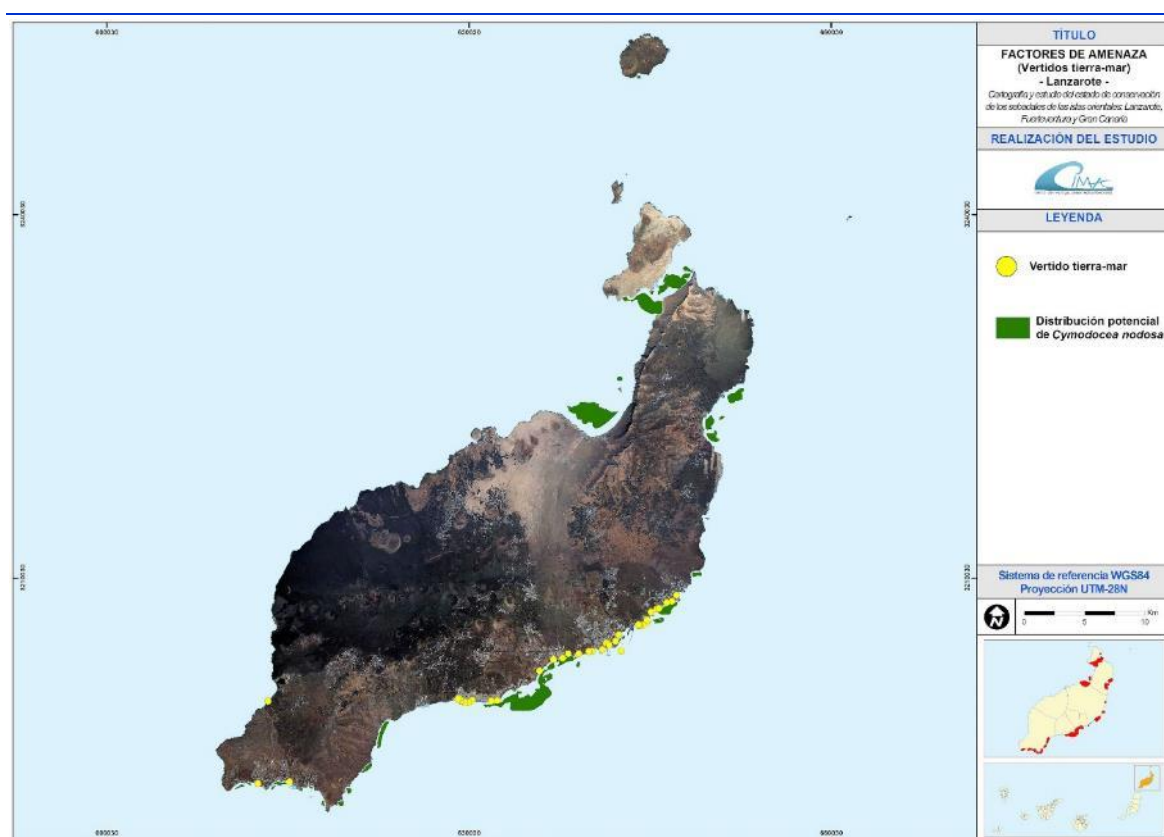 TÍTULO
FACTORES DE AMENAZA
(Vertidos tierra-mar)
- Lanzarote -
Cartografía y estudio del estado de conservación
de los sebadales de las islas orientales: Lanzarote,
Fuerteventura y Gran Canaria
REALIZACIÓN DEL ESTUDIO
CIMA
LEYENDA
Vertido tierra-mar
Distribución potencial
de Cymodocea nodosa
Sistema de referencia WGS84
Proyección UTM-28N
N
Km
0 5 10